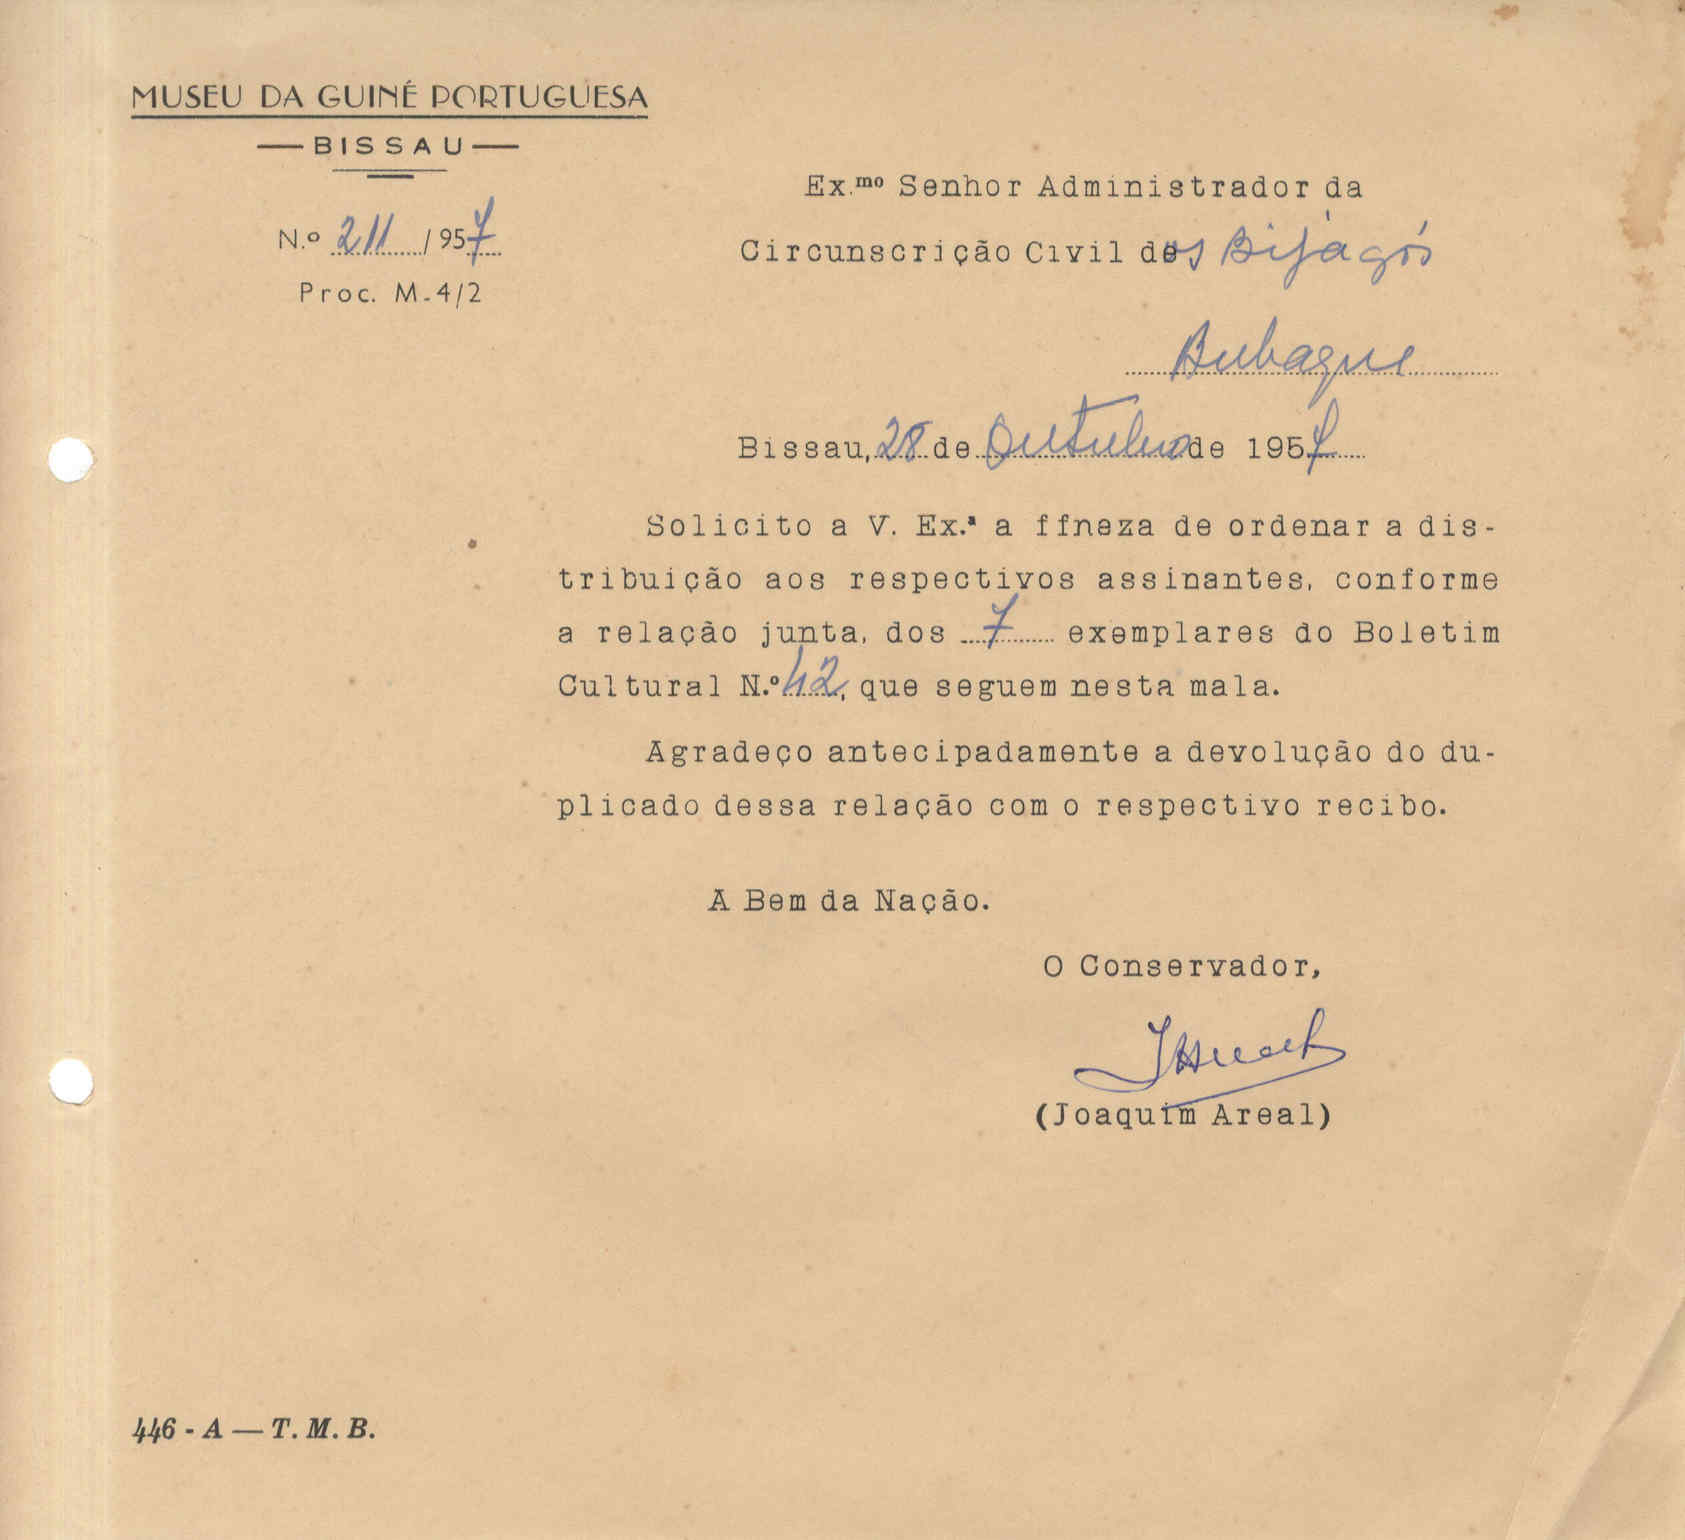 MUSEU DA GUINÉ PORTUGUESA
— BISSAU —
N.º 211/957
Proc. M-4/2
Ex.mo Senhor Administrador da
Circunscrição Civil dos Bijagós
Bubaque
Bissau, 28 de Outubro de 1957
Solicito a V. Ex.ª a ffneza de ordenar a dis-
tribuição aos respectivos assinantes, conforme
a relação junta, dos 7 exemplares do Boletim
Cultural N.º 42, que seguem nesta mala.
Agradeço antecipadamente a devolução do du-
plicado dessa relação com o respectivo recibo.
A Bem da Nação.
O Conservador,
(Joaquim Areal)
446 - A — T. M. B.